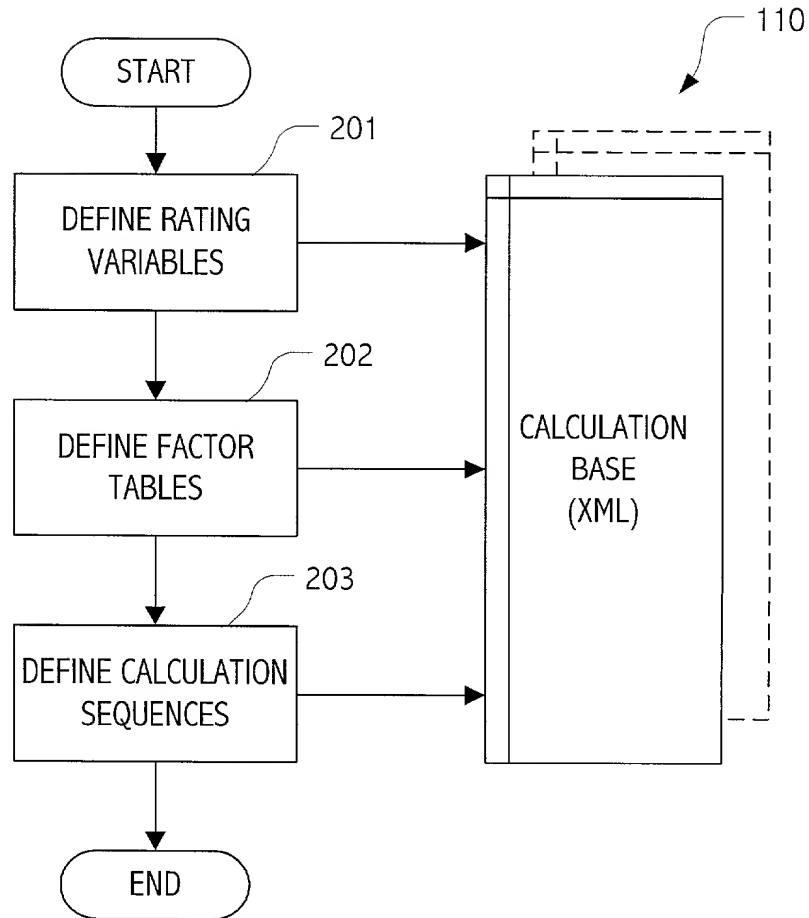 110
START
201
DEFINE RATING
VARIABLES
202
DEFINE FACTOR
TABLES
CALCULATION
BASE
(XML)
203
DEFINE CALCULATION
SEQUENCES
END